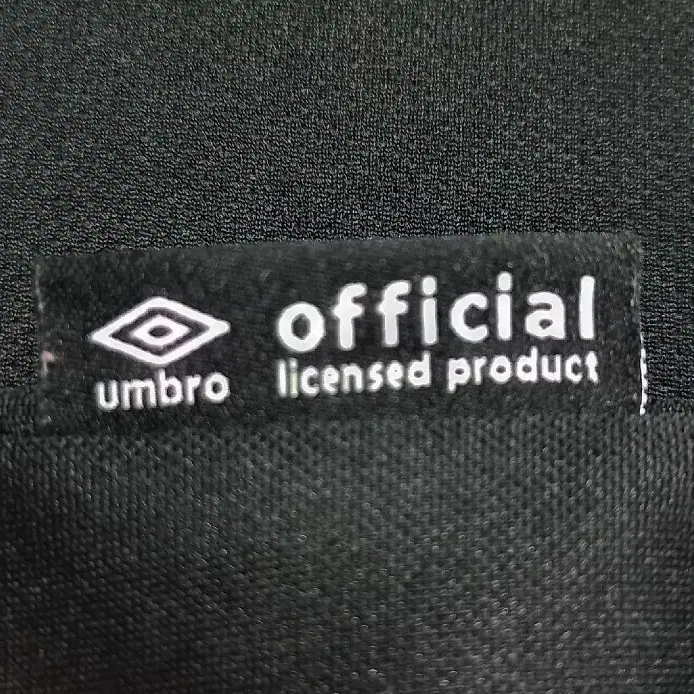 official
umbro
licensed product